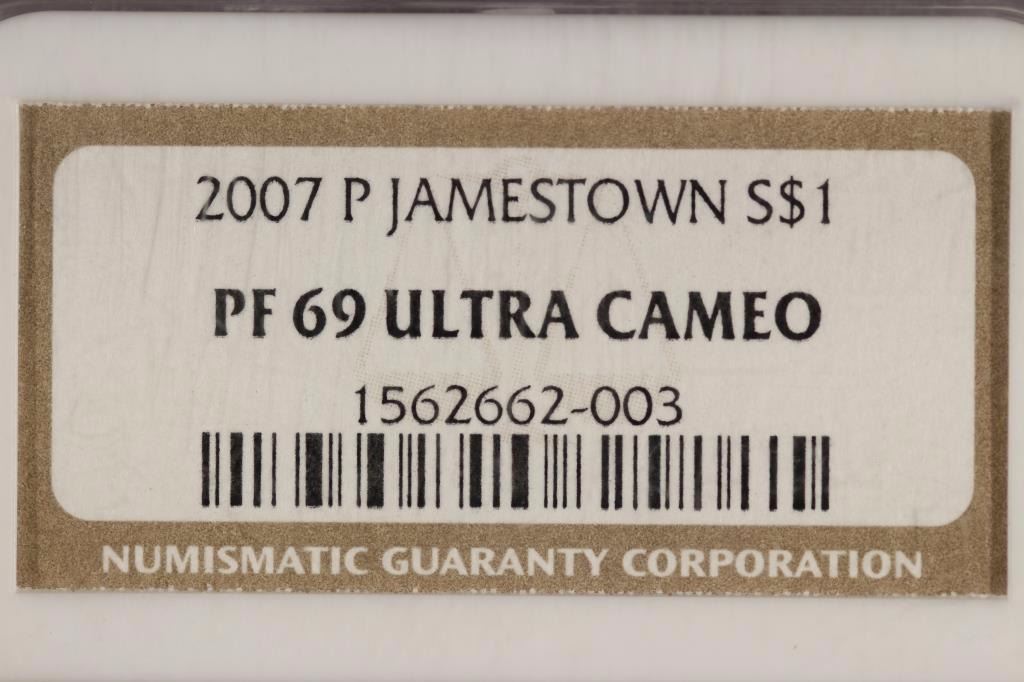 2007 P JAMESTOWN S$1
PF 69 ULTRA CAMEO
1562662-003
NUMISMATIC GUARANTY CORPORATION